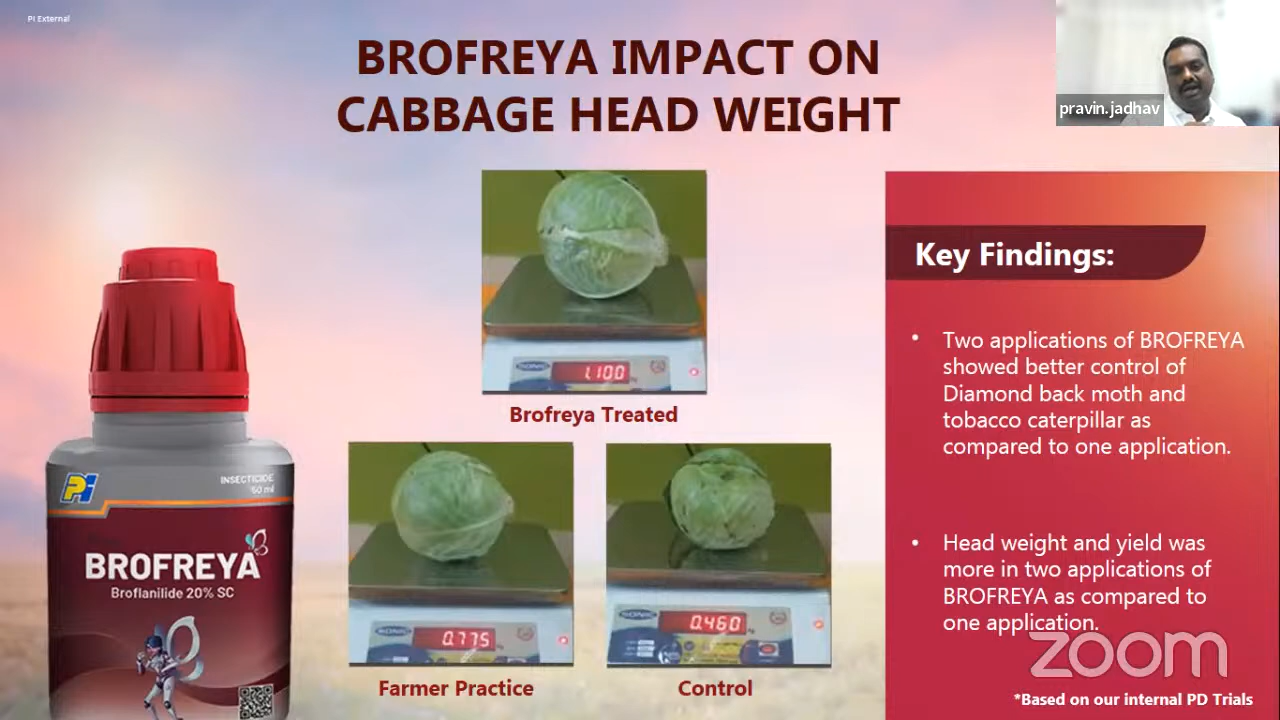 PI External
BROFREYA IMPACT ON
CABBAGE HEAD WEIGHT
pravin.jadhav
1.100
Brofreya Treated
0.775
Farmer Practice
0.460
Control
PI
INSECTICIDE
BROFREYA
Broflanilide 20% SC
Key Findings:
• Two applications of BROFREYA
showed better control of
Diamond back moth and
tobacco caterpillar as
compared to one application.
• Head weight and yield was
more in two applications of
BROFREYA as compared to
one application.
zoom
*Based on our internal PD Trials